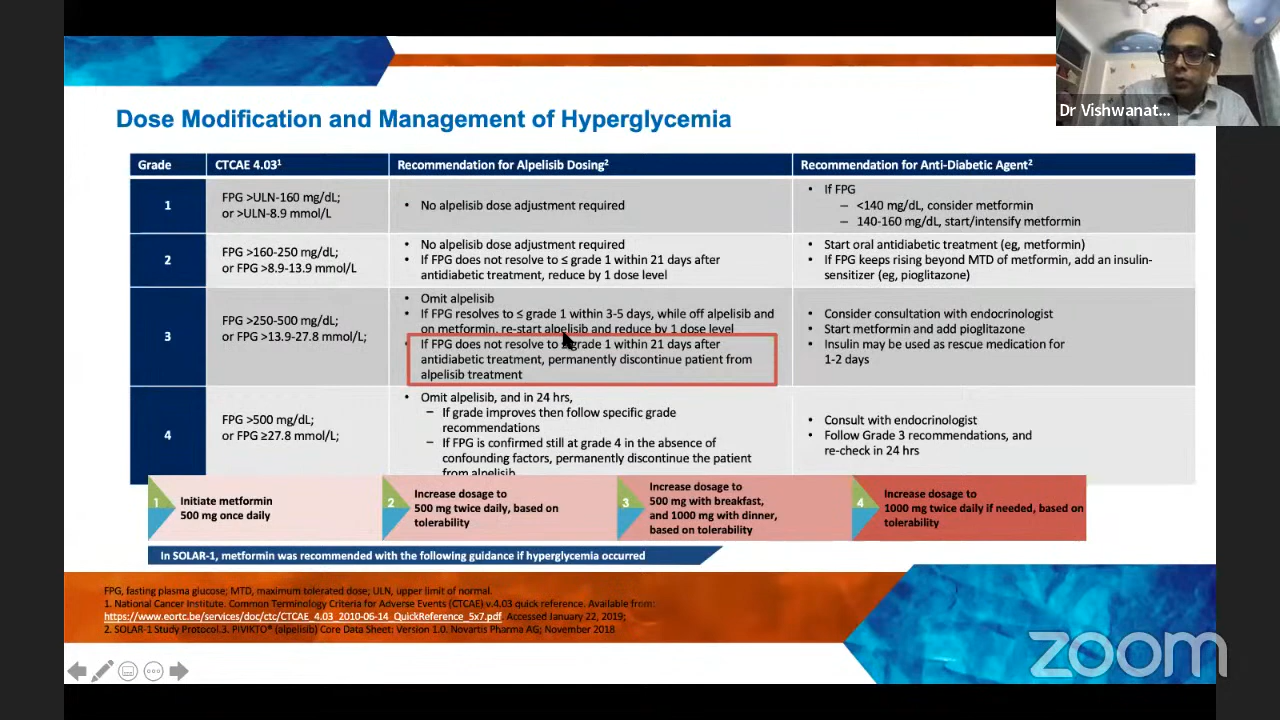 Dr Vishwanat...
Dose Modification and Management of Hyperglycemia
Grade
CTCAE 4.03¹
Recommendation for Alpelisib Dosing²
Recommendation for Anti-Diabetic Agent²
1
FPG >ULN-160 mg/dL;
or >ULN-8.9 mmol/L
• No alpelisib dose adjustment required
• If FPG
– <140 mg/dL, consider metformin
– 140-160 mg/dL, start/intensify metformin
2
FPG >160-250 mg/dL;
or FPG >8.9-13.9 mmol/L
• No alpelisib dose adjustment required
• If FPG does not resolve to ≤ grade 1 within 21 days after
antidiabetic treatment, reduce by 1 dose level
• Start oral antidiabetic treatment (eg, metformin)
• If FPG keeps rising beyond MTD of metformin, add an insulin-
sensitizer (eg, pioglitazone)
3
FPG >250-500 mg/dL;
or FPG >13.9-27.8 mmol/L;
• Omit alpelisib
• If FPG resolves to ≤ grade 1 within 3-5 days, while off alpelisib and
on metformin, re-start alpelisib and reduce by 1 dose level
• If FPG does not resolve to grade 1 within 21 days after
antidiabetic treatment, permanently discontinue patient from
alpelisib treatment
• Consider consultation with endocrinologist
• Start metformin and add pioglitazone
• Insulin may be used as rescue medication for
1-2 days
4
FPG >500 mg/dL;
or FPG ≥27.8 mmol/L;
• Omit alpelisib, and in 24 hrs,
– If grade improves then follow specific grade
recommendations
– If FPG is confirmed still at grade 4 in the absence of
confounding factors, permanently discontinue the patient
from alpelisib
• Consult with endocrinologist
• Follow Grade 3 recommendations, and
re-check in 24 hrs
1
Initiate metformin
500 mg once daily
2
Increase dosage to
500 mg twice daily, based on
tolerability
3
Increase dosage to
500 mg with breakfast,
and 1000 mg with dinner,
based on tolerability
4
Increase dosage to
1000 mg twice daily if needed, based on
tolerability
In SOLAR-1, metformin was recommended with the following guidance if hyperglycemia occurred
FPG, fasting plasma glucose; MTD, maximum tolerated dose; ULN, upper limit of normal.
1. National Cancer Institute. Common Terminology Criteria for Adverse Events (CTCAE) v.4.03 quick reference. Available from:
https://www.eortc.be/services/doc/ctc/CTCAE_4.03_2010-06-14_QuickReference_5x7.pdf. Accessed January 22, 2019;
2. SOLAR-1 Study Protocol.3. PIVIKTO® (alpelisib) Core Data Sheet: Version 1.0. Novartis Pharma AG; November 2018.
zoom